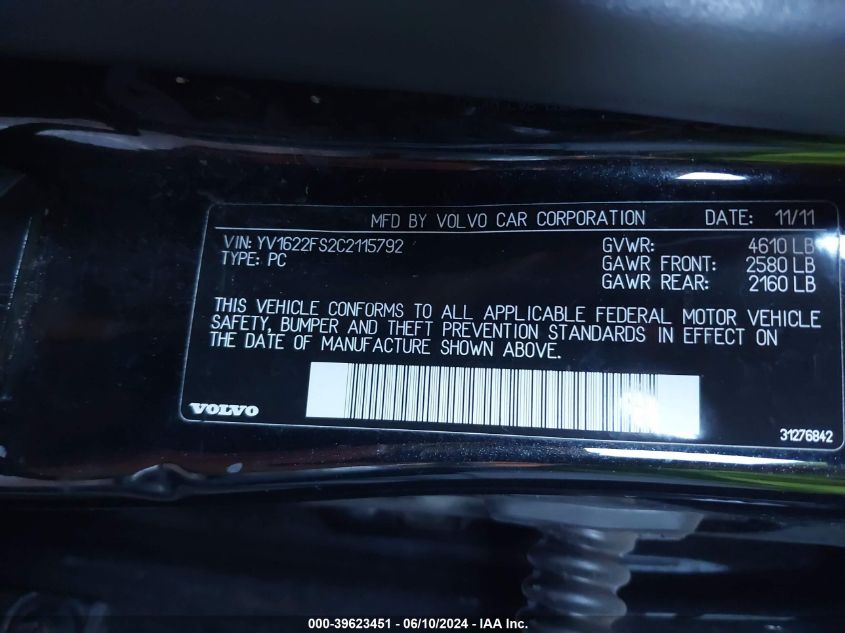 MFD BY VOLVO CAR CORPORATION DATE: 11/11
VIN: YV1622FS2C2115792 GVWR: 4610 LB
TYPE: PC GAWR FRONT: 2580 LB
GAWR REAR: 2160 LB
THIS VEHICLE CONFORMS TO ALL APPLICABLE FEDERAL MOTOR VEHICLE
SAFETY, BUMPER AND THEFT PREVENTION STANDARDS IN EFFECT ON
THE DATE OF MANUFACTURE SHOWN ABOVE.
VOLVO
31276842
000-39623451 - 06/10/2024 - IAA Inc.